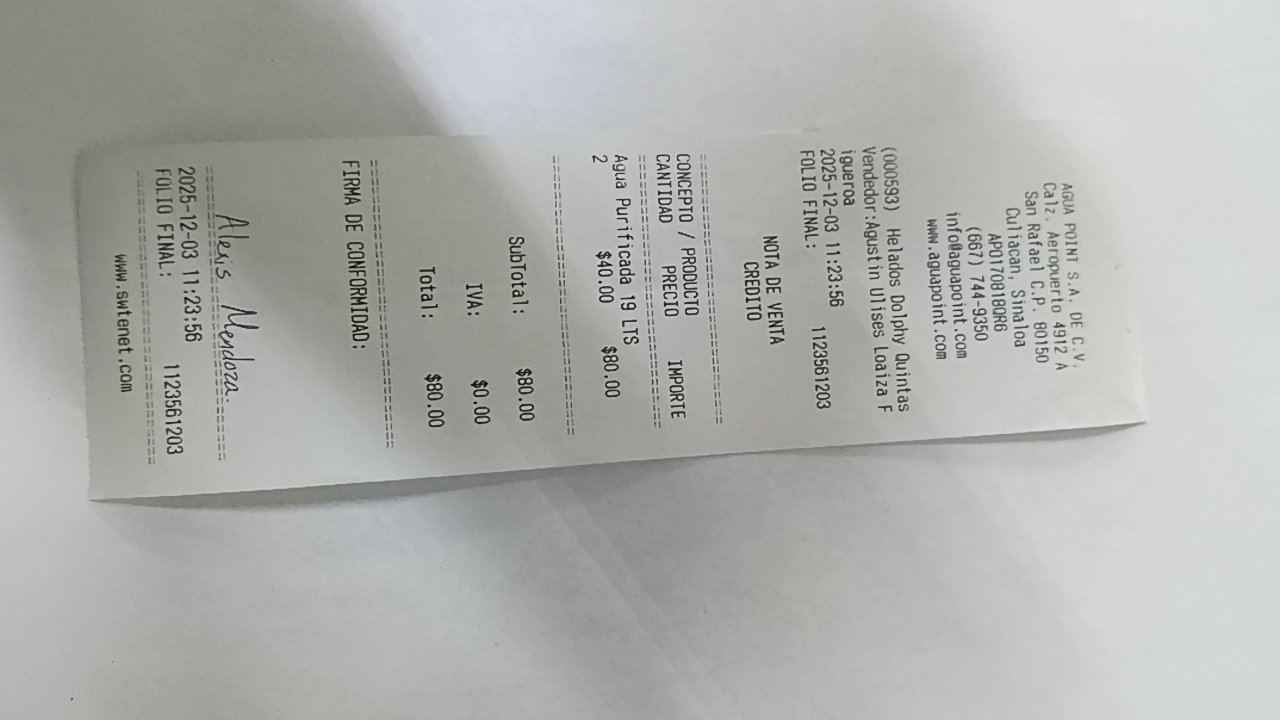 AGUA POINT S.A. DE C.V.
Calz. Aeropuerto 4912 A
San Rafael C.P. 80150
Culiacan, Sinaloa
APO1708180R6
(667) 744-9350
info@aguapoint.com
www.aguapoint.com
(000593) Helados Dolphy Quintas
Vendedor:Agustin Ulises Loaiza F
igueroa
2025-12-03 11:23:56
FOLIO FINAL: 1123561203
NOTA DE VENTA
CREDITO
CONCEPTO / PRODUCTO
CANTIDAD PRECIO IMPORTE
Agua Purificada 19 LTS
2 $40.00 $80.00
SubTotal: $80.00
IVA: $0.00
Total: $80.00
FIRMA DE CONFORMIDAD:
Alexis Mendoza.
2025-12-03 11:23:56
FOLIO FINAL: 1123561203
www.swtenet.com